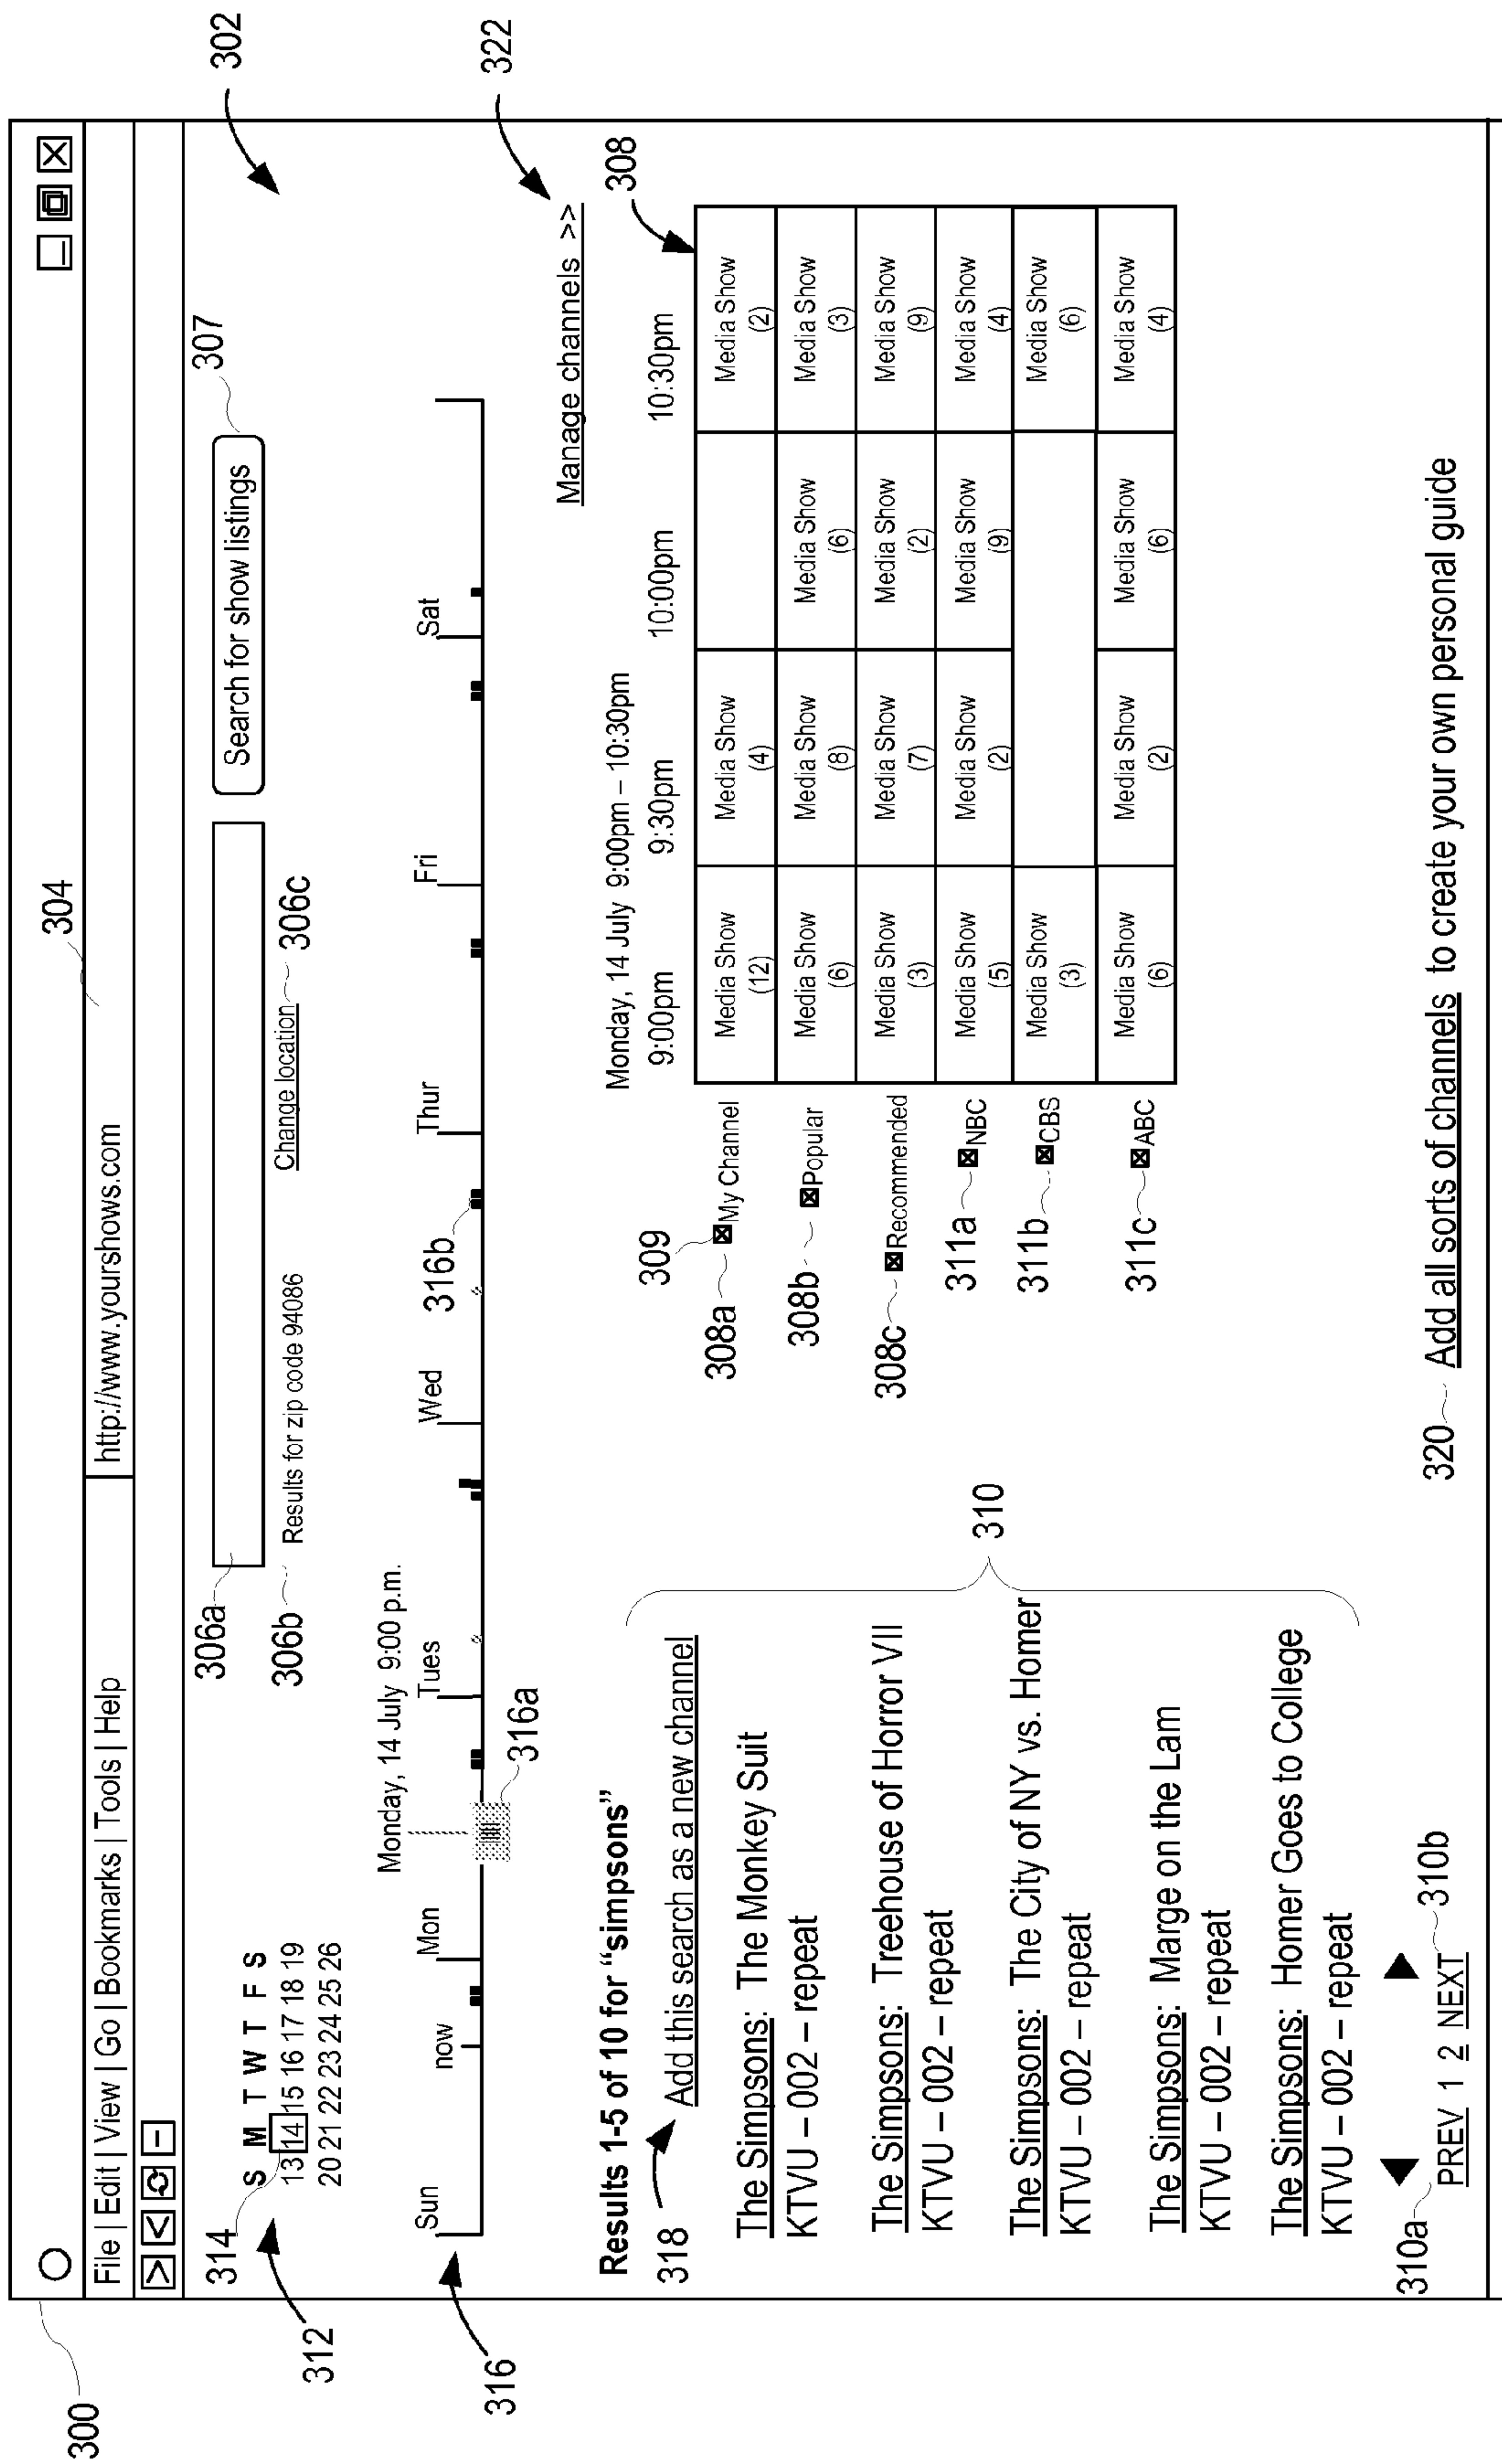 300
304
302
File | Edit | View | Go | Bookmarks | Tools | Help
http://www.yourshows.com
314
312
S M T W T F S
13 14 15 16 17 18 19
20 21 22 23 24 25 26
306a
307
Search for show listings
306b
Results for zip code 94086
Change location
306c
Monday, 14 July 9:00 p.m.
316
Sun
now
Mon
Tues
Wed
Thur
Fri
Sat
316a
316b
322
Manage channels >>
Results 1-5 of 10 for “simpsons”
318
Add this search as a new channel
The Simpsons: The Monkey Suit
KTVU – 002 – repeat
The Simpsons: Treehouse of Horror VII
KTVU – 002 – repeat
The Simpsons: The City of NY vs. Homer
KTVU – 002 – repeat
The Simpsons: Marge on the Lam
KTVU – 002 – repeat
The Simpsons: Homer Goes to College
KTVU – 002 – repeat
310
310a
PREV 1 2 NEXT
310b
Monday, 14 July 9:00pm – 10:30pm
308
9:00pm 9:30pm 10:00pm 10:30pm
309
308a
My Channel
Media Show Media Show Media Show
(12) (4) (2)
308b
Popular
Media Show Media Show Media Show Media Show
(6) (8) (6) (3)
308c
Recommended
Media Show Media Show Media Show Media Show
(3) (7) (2) (9)
311a
NBC
Media Show Media Show Media Show Media Show
(5) (2) (9) (4)
311b
CBS
Media Show Media Show
(3) (6)
311c
ABC
Media Show Media Show Media Show Media Show
(6) (2) (6) (4)
320
Add all sorts of channels to create your own personal guide